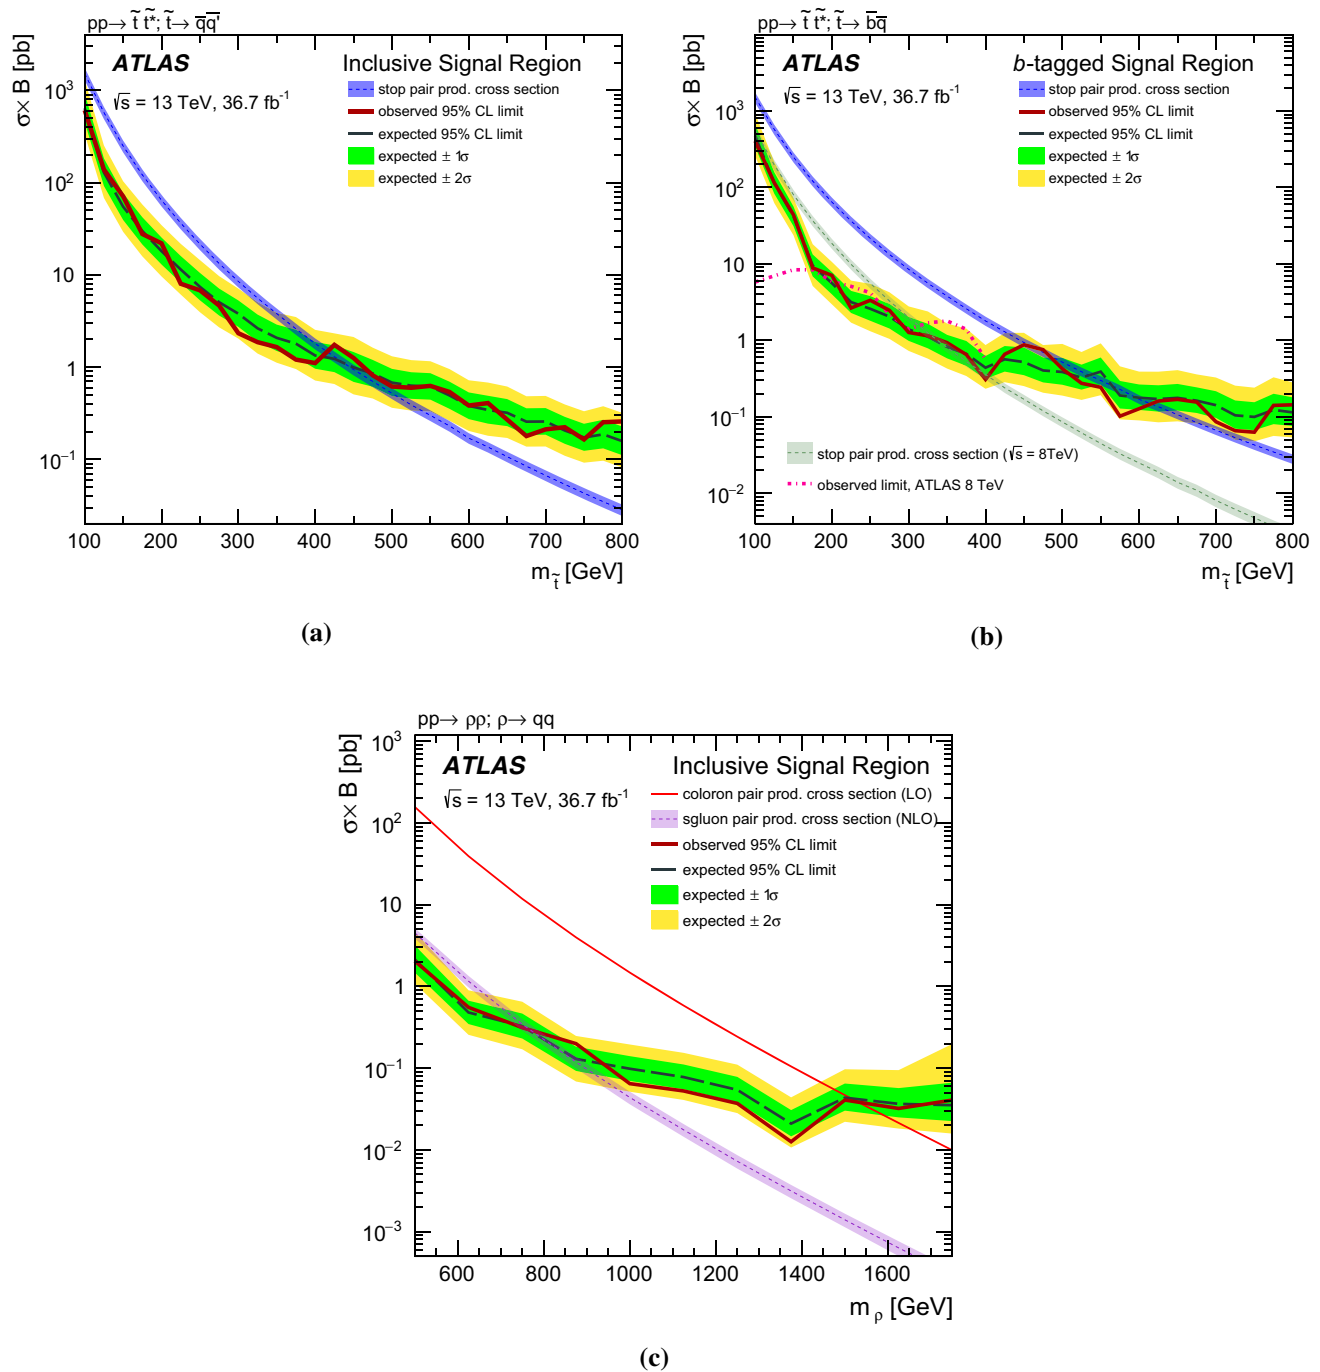 pp→ t̃ t̃*; t̃→ q̄q̄'
σ× B [pb]
ATLAS
√s = 13 TeV, 36.7 fb⁻¹
Inclusive Signal Region
stop pair prod. cross section
observed 95% CL limit
expected 95% CL limit
expected ± 1σ
expected ± 2σ
10³
10²
10
1
10⁻¹
100 200 300 400 500 600 700 800
m_t̃ [GeV]
(a)
pp→ t̃ t̃*; t̃→ b̄q̄
σ× B [pb]
ATLAS
√s = 13 TeV, 36.7 fb⁻¹
b-tagged Signal Region
stop pair prod. cross section
observed 95% CL limit
expected 95% CL limit
expected ± 1σ
expected ± 2σ
10⁴
10³
10²
10
1
10⁻¹
10⁻²
stop pair prod. cross section (√s = 8TeV)
observed limit, ATLAS 8 TeV
100 200 300 400 500 600 700 800
m_t̃ [GeV]
(b)
pp→ ρρ; ρ→ qq
σ× B [pb]
ATLAS
√s = 13 TeV, 36.7 fb⁻¹
Inclusive Signal Region
coloron pair prod. cross section (LO)
sgluon pair prod. cross section (NLO)
observed 95% CL limit
expected 95% CL limit
expected ± 1σ
expected ± 2σ
10³
10²
10
1
10⁻¹
10⁻²
10⁻³
600 800 1000 1200 1400 1600
m_ρ [GeV]
(c)